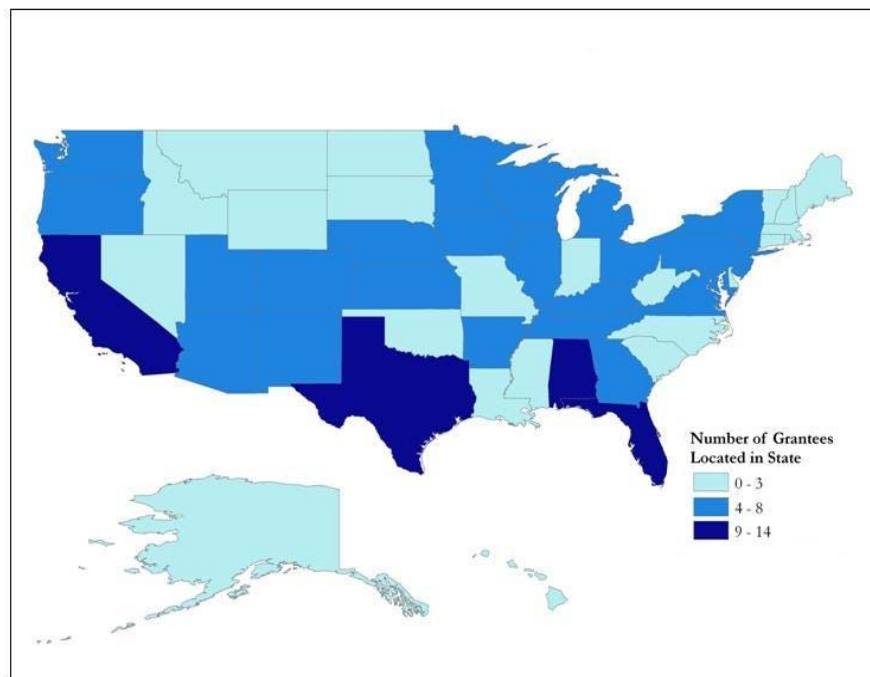 Number of Grantees
Located in State
0 - 3
4 - 8
9 - 14